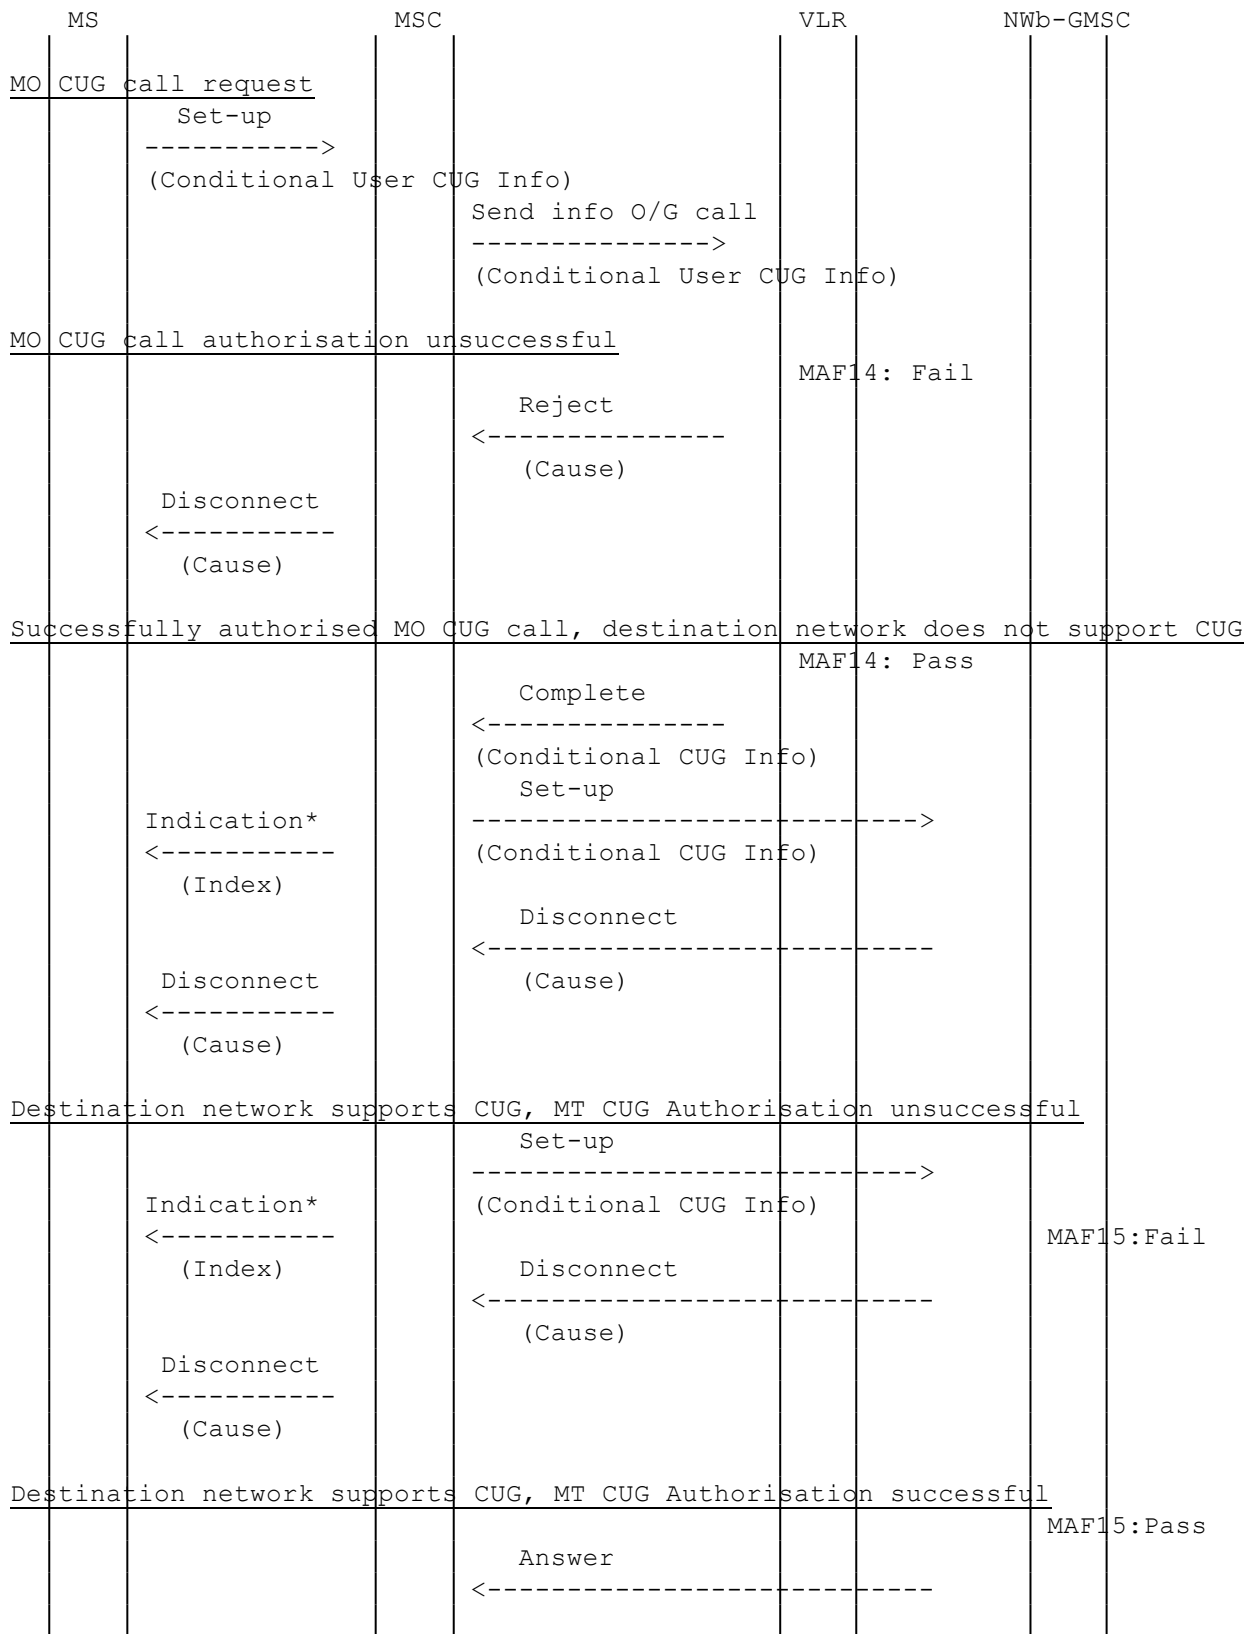 MS MSC VLR NWb-GMSC
MO CUG call request
Set-up
----------->
(Conditional User CUG Info)
Send info O/G call
--------------->
(Conditional User CUG Info)
MO CUG call authorisation unsuccessful
MAF14: Fail
Reject
<---------------
(Cause)
Disconnect
<-----------
(Cause)
Successfully authorised MO CUG call, destination network does not support CUG
MAF14: Pass
Complete
<---------------
(Conditional CUG Info)
Set-up
Indication* ---------------------------->
<----------- (Conditional CUG Info)
(Index)
Disconnect
<----------------------------
Disconnect (Cause)
<-----------
(Cause)
Destination network supports CUG, MT CUG Authorisation unsuccessful
Set-up
---------------------------->
Indication* (Conditional CUG Info)
<----------- MAF15:Fail
(Index) Disconnect
<----------------------------
(Cause)
Disconnect
<-----------
(Cause)
Destination network supports CUG, MT CUG Authorisation successful
MAF15:Pass
Answer
<----------------------------